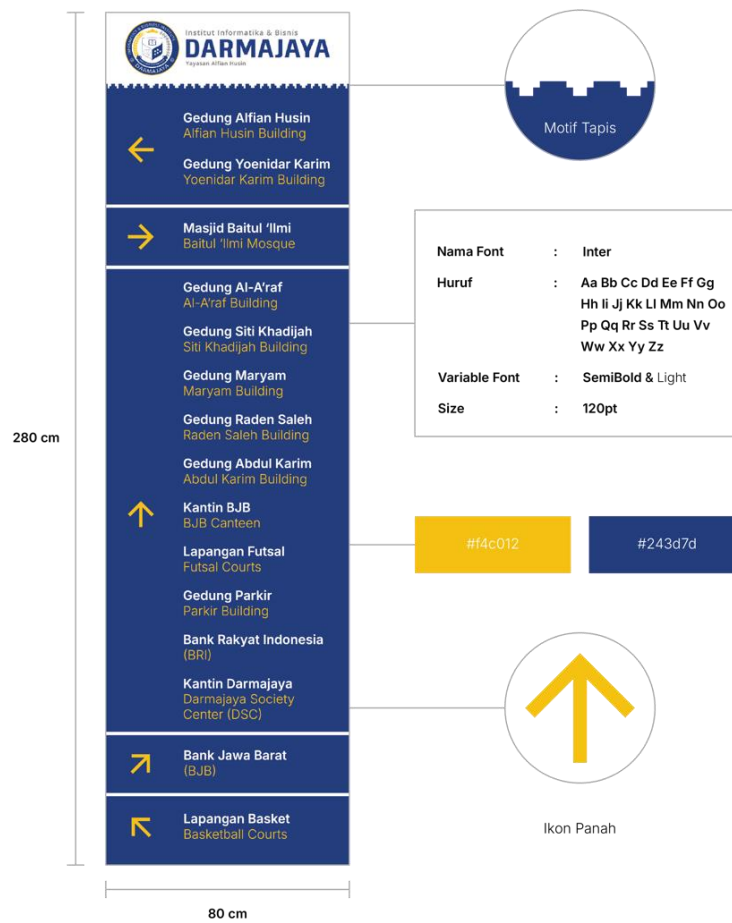 Institut Informatika & Bisnis
DARMAJAYA
Yayasan Alfian Husin
DARMAJAYA
Gedung Alfian Husin
Alfian Husin Building
Gedung Yoenidar Karim
Yoenidar Karim Building
Masjid Baitul ‘Ilmi
Baitul ‘Ilmi Mosque
Gedung Al-A’raf
Al-A’raf Building
Gedung Siti Khadijah
Siti Khadijah Building
Gedung Maryam
Maryam Building
Gedung Raden Saleh
Raden Saleh Building
Gedung Abdul Karim
Abdul Karim Building
Kantin BJB
BJB Canteen
Lapangan Futsal
Futsal Courts
Gedung Parkir
Parkir Building
Bank Rakyat Indonesia
(BRI)
Kantin Darmajaya
Darmajaya Society
Center (DSC)
Bank Jawa Barat
(BJB)
Lapangan Basket
Basketball Courts
280 cm
80 cm
Motif Tapis
Nama Font : Inter
Huruf : Aa Bb Cc Dd Ee Ff Gg
Hh Ii Jj Kk Ll Mm Nn Oo
Pp Qq Rr Ss Tt Uu Vv
Ww Xx Yy Zz
Variable Font : SemiBold & Light
Size : 120pt
#f4c012
#243d7d
Ikon Panah